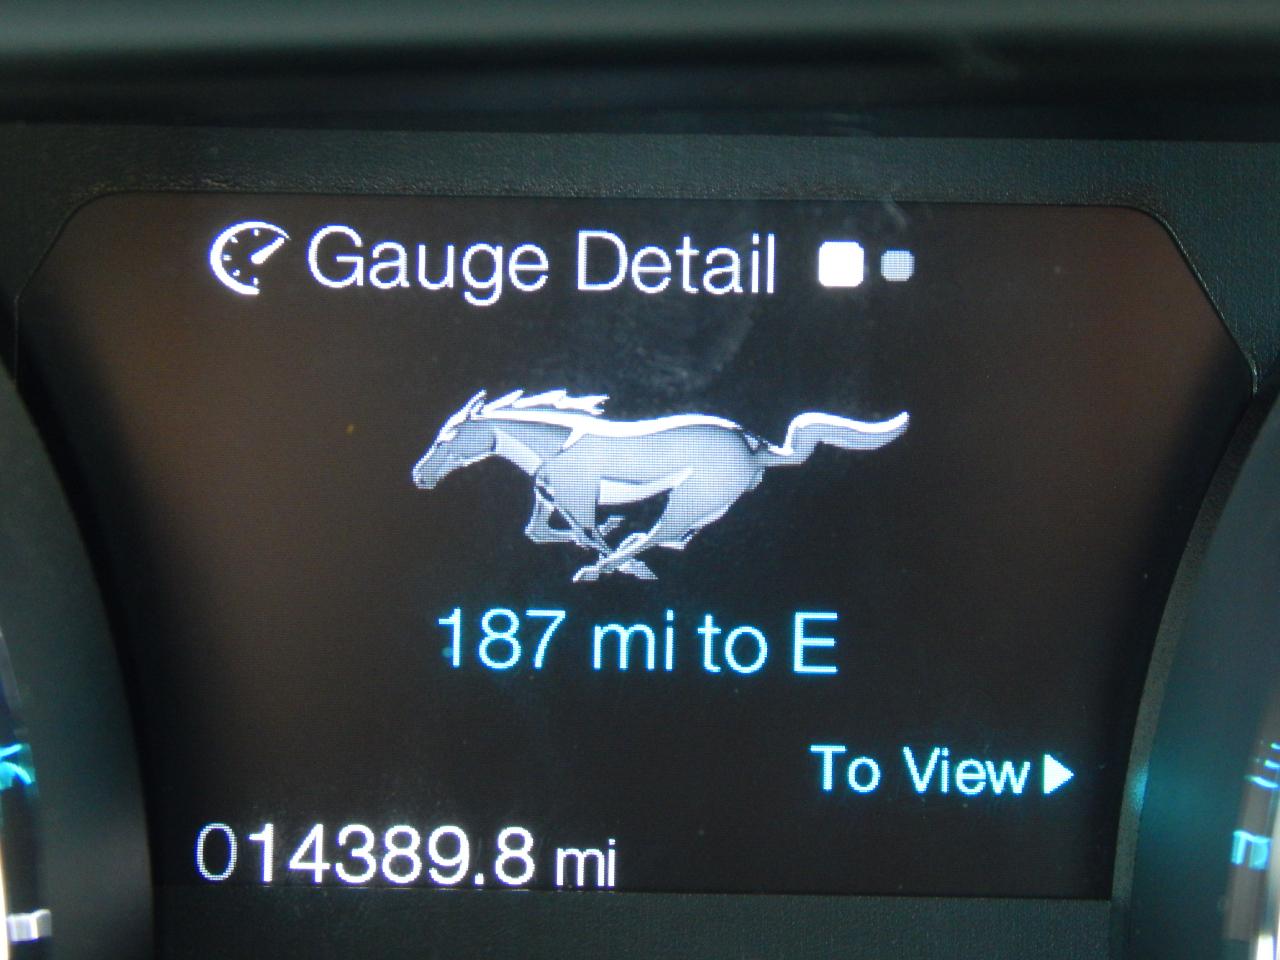 Gauge Detail
187 mi to E
To View
014389.8 mi